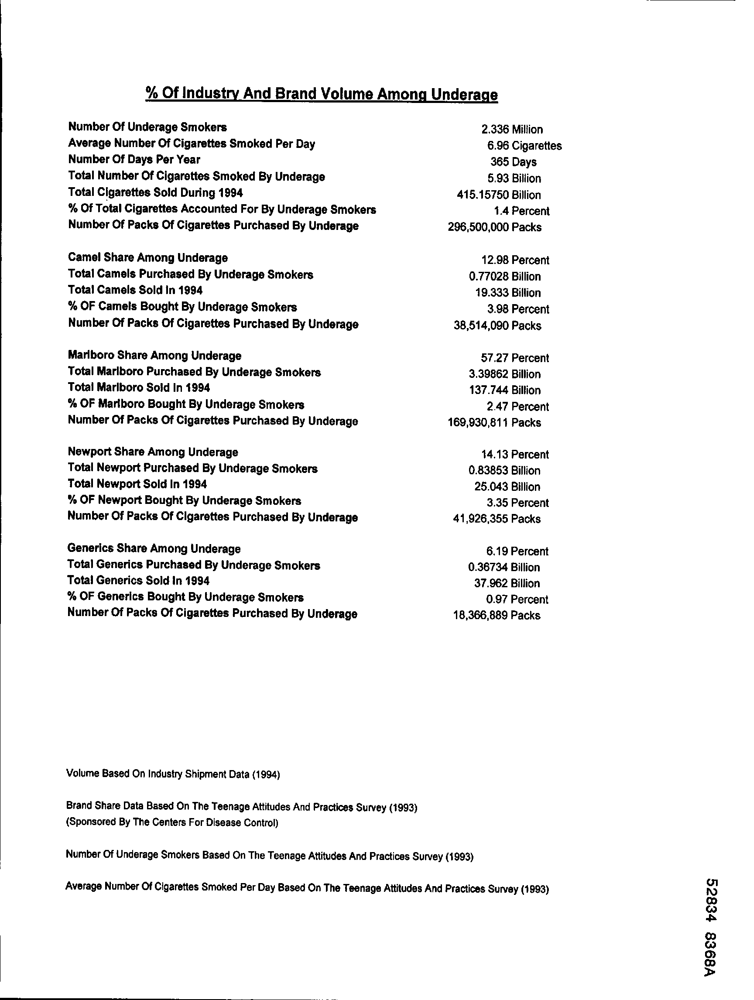 % Of Industry And Brand Volume Among Underage
Number Of Underage Smokers 2.336 Million
Average Number Of Cigarettes Smoked Per Day 6.96 Cigarettes
Number Of Days Per Year 365 Days
Total Number Of Cigarettes Smoked By Underage 5.93 Billion
Total Cigarettes Sold During 1994 415.15750 Billion
% Of Total Cigarettes Accounted For By Underage Smokers 1.4 Percent
Number Of Packs Of Cigarettes Purchased By Underage 296,500,000 Packs
Camel Share Among Underage 12.98 Percent
Total Camels Purchased By Underage Smokers 0.77028 Billion
Total Camels Sold In 1994 19.333 Billion
% OF Camels Bought By Underage Smokers 3.98 Percent
Number Of Packs Of Cigarettes Purchased By Underage 38,514,090 Packs
Marlboro Share Among Underage 57.27 Percent
Total Marlboro Purchased By Underage Smokers 3.39862 Billion
Total Marlboro Sold In 1994 137.744 Billion
% OF Marlboro Bought By Underage Smokers 2.47 Percent
Number Of Packs Of Cigarettes Purchased By Underage 169,930,811 Packs
Newport Share Among Underage 14.13 Percent
Total Newport Purchased By Underage Smokers 0.83853 Billion
Total Newport Sold In 1994 25.043 Billion
% OF Newport Bought By Underage Smokers 3.35 Percent
Number Of Packs Of Cigarettes Purchased By Underage 41,926,355 Packs
Generics Share Among Underage 6.19 Percent
Total Generics Purchased By Underage Smokers 0.36734 Billion
Total Generics Sold In 1994 37.962 Billion
% OF Generics Bought By Underage Smokers 0.97 Percent
Number Of Packs Of Cigarettes Purchased By Underage 18,366,889 Packs
Volume Based On Industry Shipment Data (1994)
Brand Share Data Based On The Teenage Attitudes And Practices Survey (1993)
(Sponsored By The Centers For Disease Control)
Number Of Underage Smokers Based On The Teenage Attitudes And Practices Survey (1993)
Average Number Of Cigarettes Smoked Per Day Based On The Teenage Attitudes And Practices Survey (1993)
52834 8368A